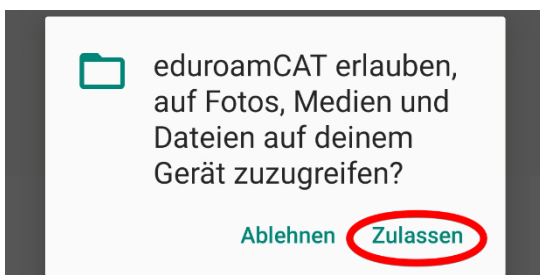 eduroamCAT erlauben,
auf Fotos, Medien und
Dateien auf deinem
Gerät zuzugreifen?
Ablehnen Zulassen